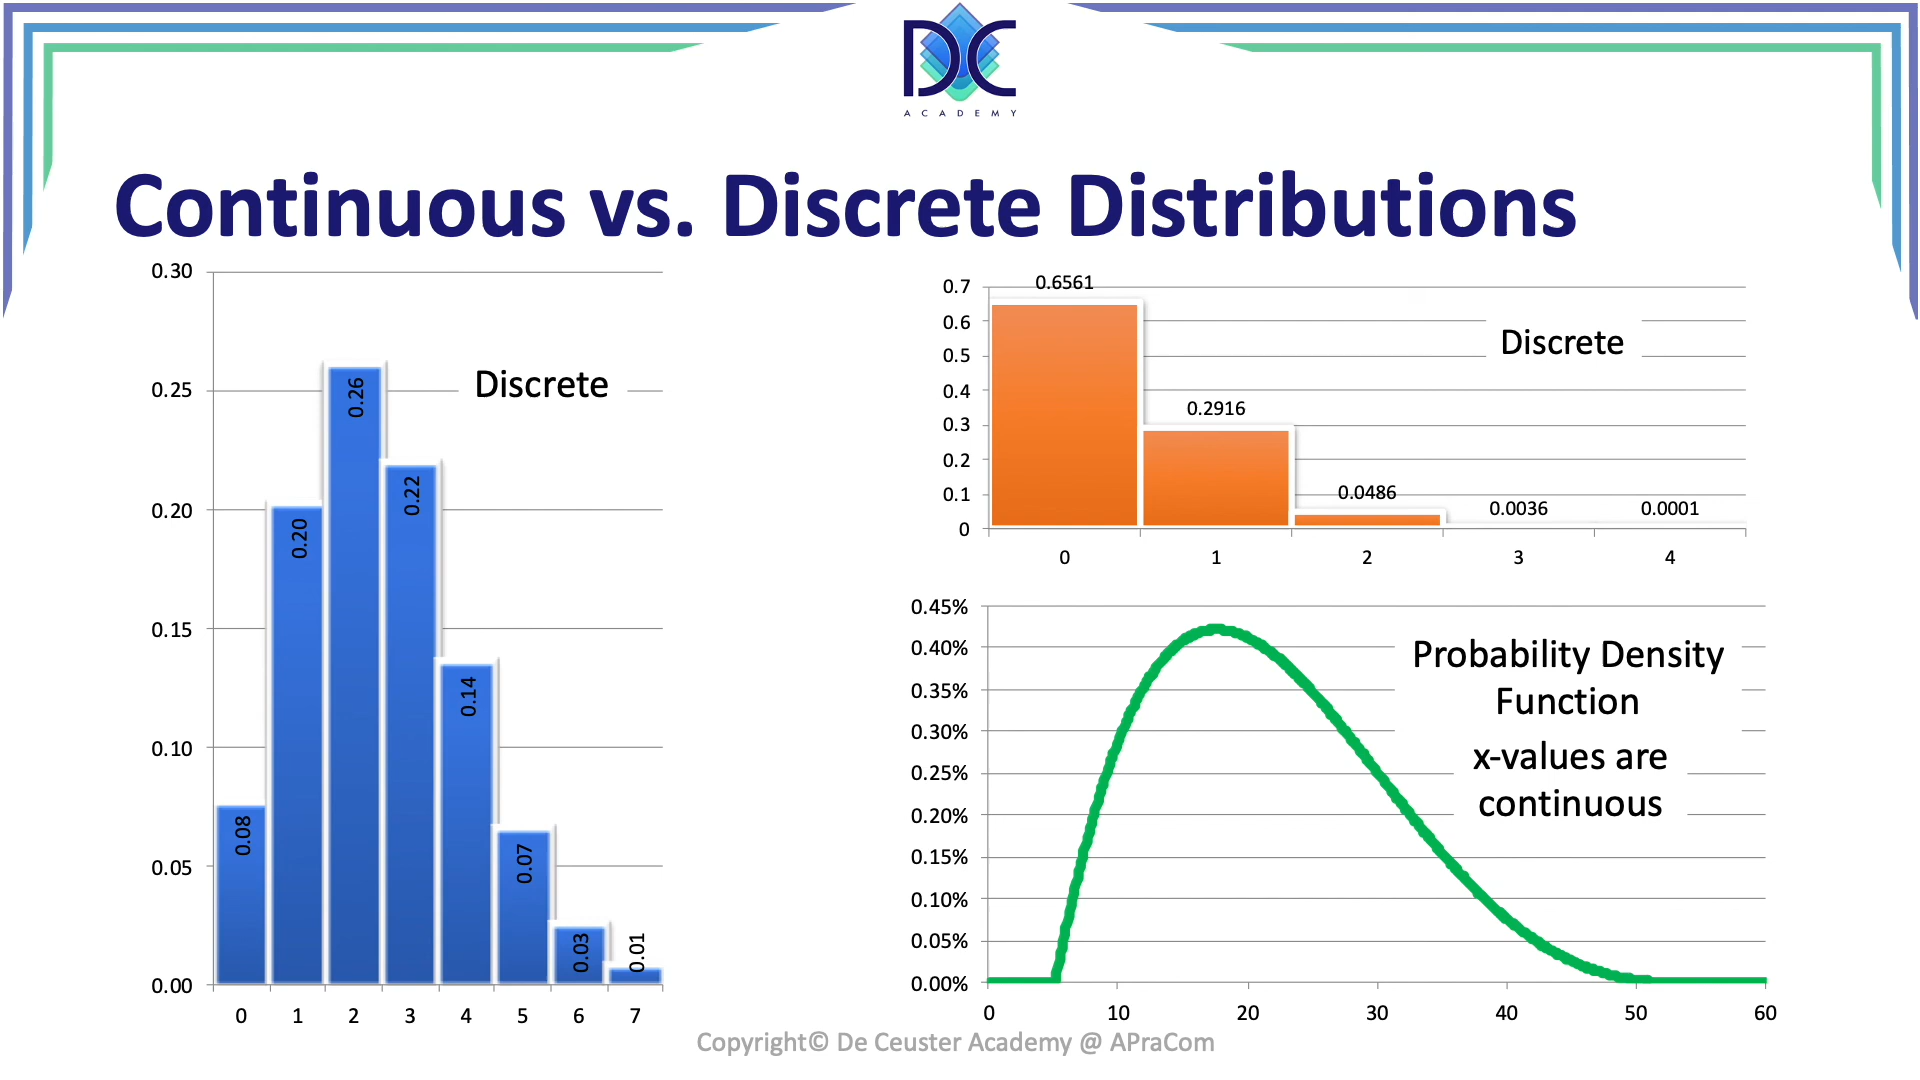 DC
ACADEMY
Continuous vs. Discrete Distributions
0.30
0.25
0.20
0.15
0.10
0.05
0.00
Discrete
0.08
0.20
0.26
0.22
0.14
0.07
0.03
0.01
0 1 2 3 4 5 6 7
0.7
0.6
0.5
0.4
0.3
0.2
0.1
0
Discrete
0.6561
0.2916
0.0486
0.0036
0.0001
0 1 2 3 4
0.45%
0.40%
0.35%
0.30%
0.25%
0.20%
0.15%
0.10%
0.05%
0.00%
Probability Density
Function
x-values are
continuous
0 10 20 30 40 50 60
Copyright© De Ceuster Academy @ APraCom